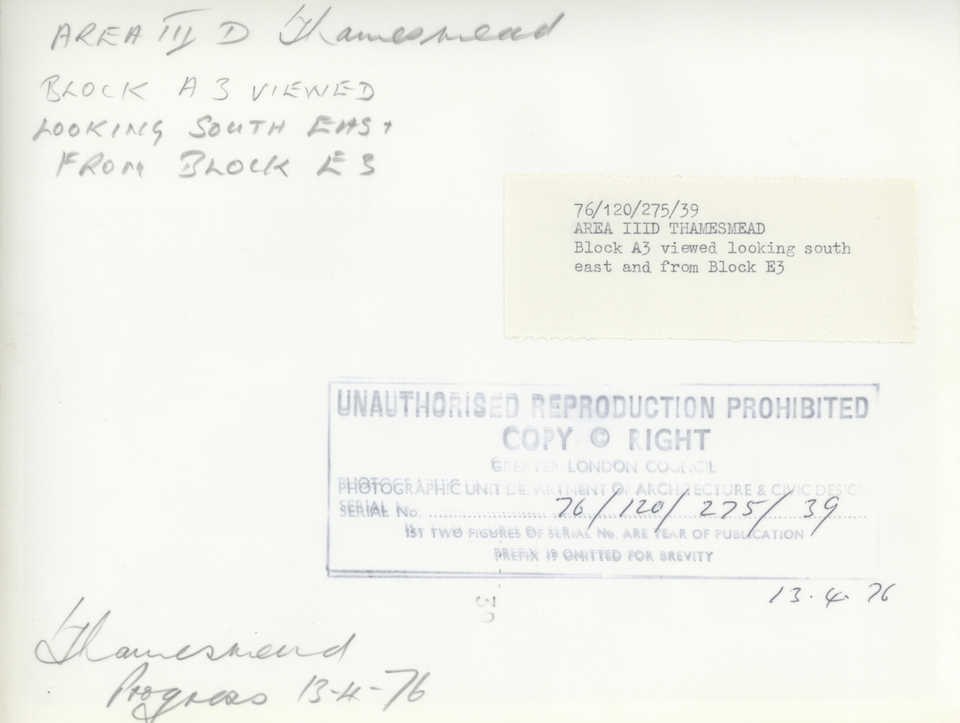 AREA III D Thamesmead
BLOCK A 3 VIEWED
LOOKING SOUTH EAST
FROM BLOCK E 3
76/120/275/39
AREA IIID THAMESMEAD
Block A3 viewed looking south
east and from Block E3
UNAUTHORISED REPRODUCTION PROHIBITED
COPY © RIGHT
GREATER LONDON COUNCIL
PHOTOGRAPHIC UNIT DEPARTMENT OF ARCHITECTURE & CIVIC DESIGN
SERIAL No. 76/120/275/39
1ST TWO FIGURES OF SERIAL No. ARE YEAR OF PUBLICATION
PREFIX 19 OMITTED FOR BREVITY
13·4·76
Thamesmead
Progress 13-4-76